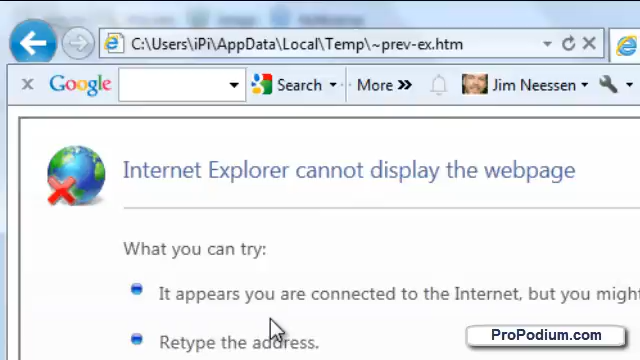 C:\Users\iPi\AppData\Local\Temp\~prev-ex.htm
Google Search More » Jim Neessen
Internet Explorer cannot display the webpage
What you can try:
It appears you are connected to the Internet, but you might
Retype the address.
ProPodium.com